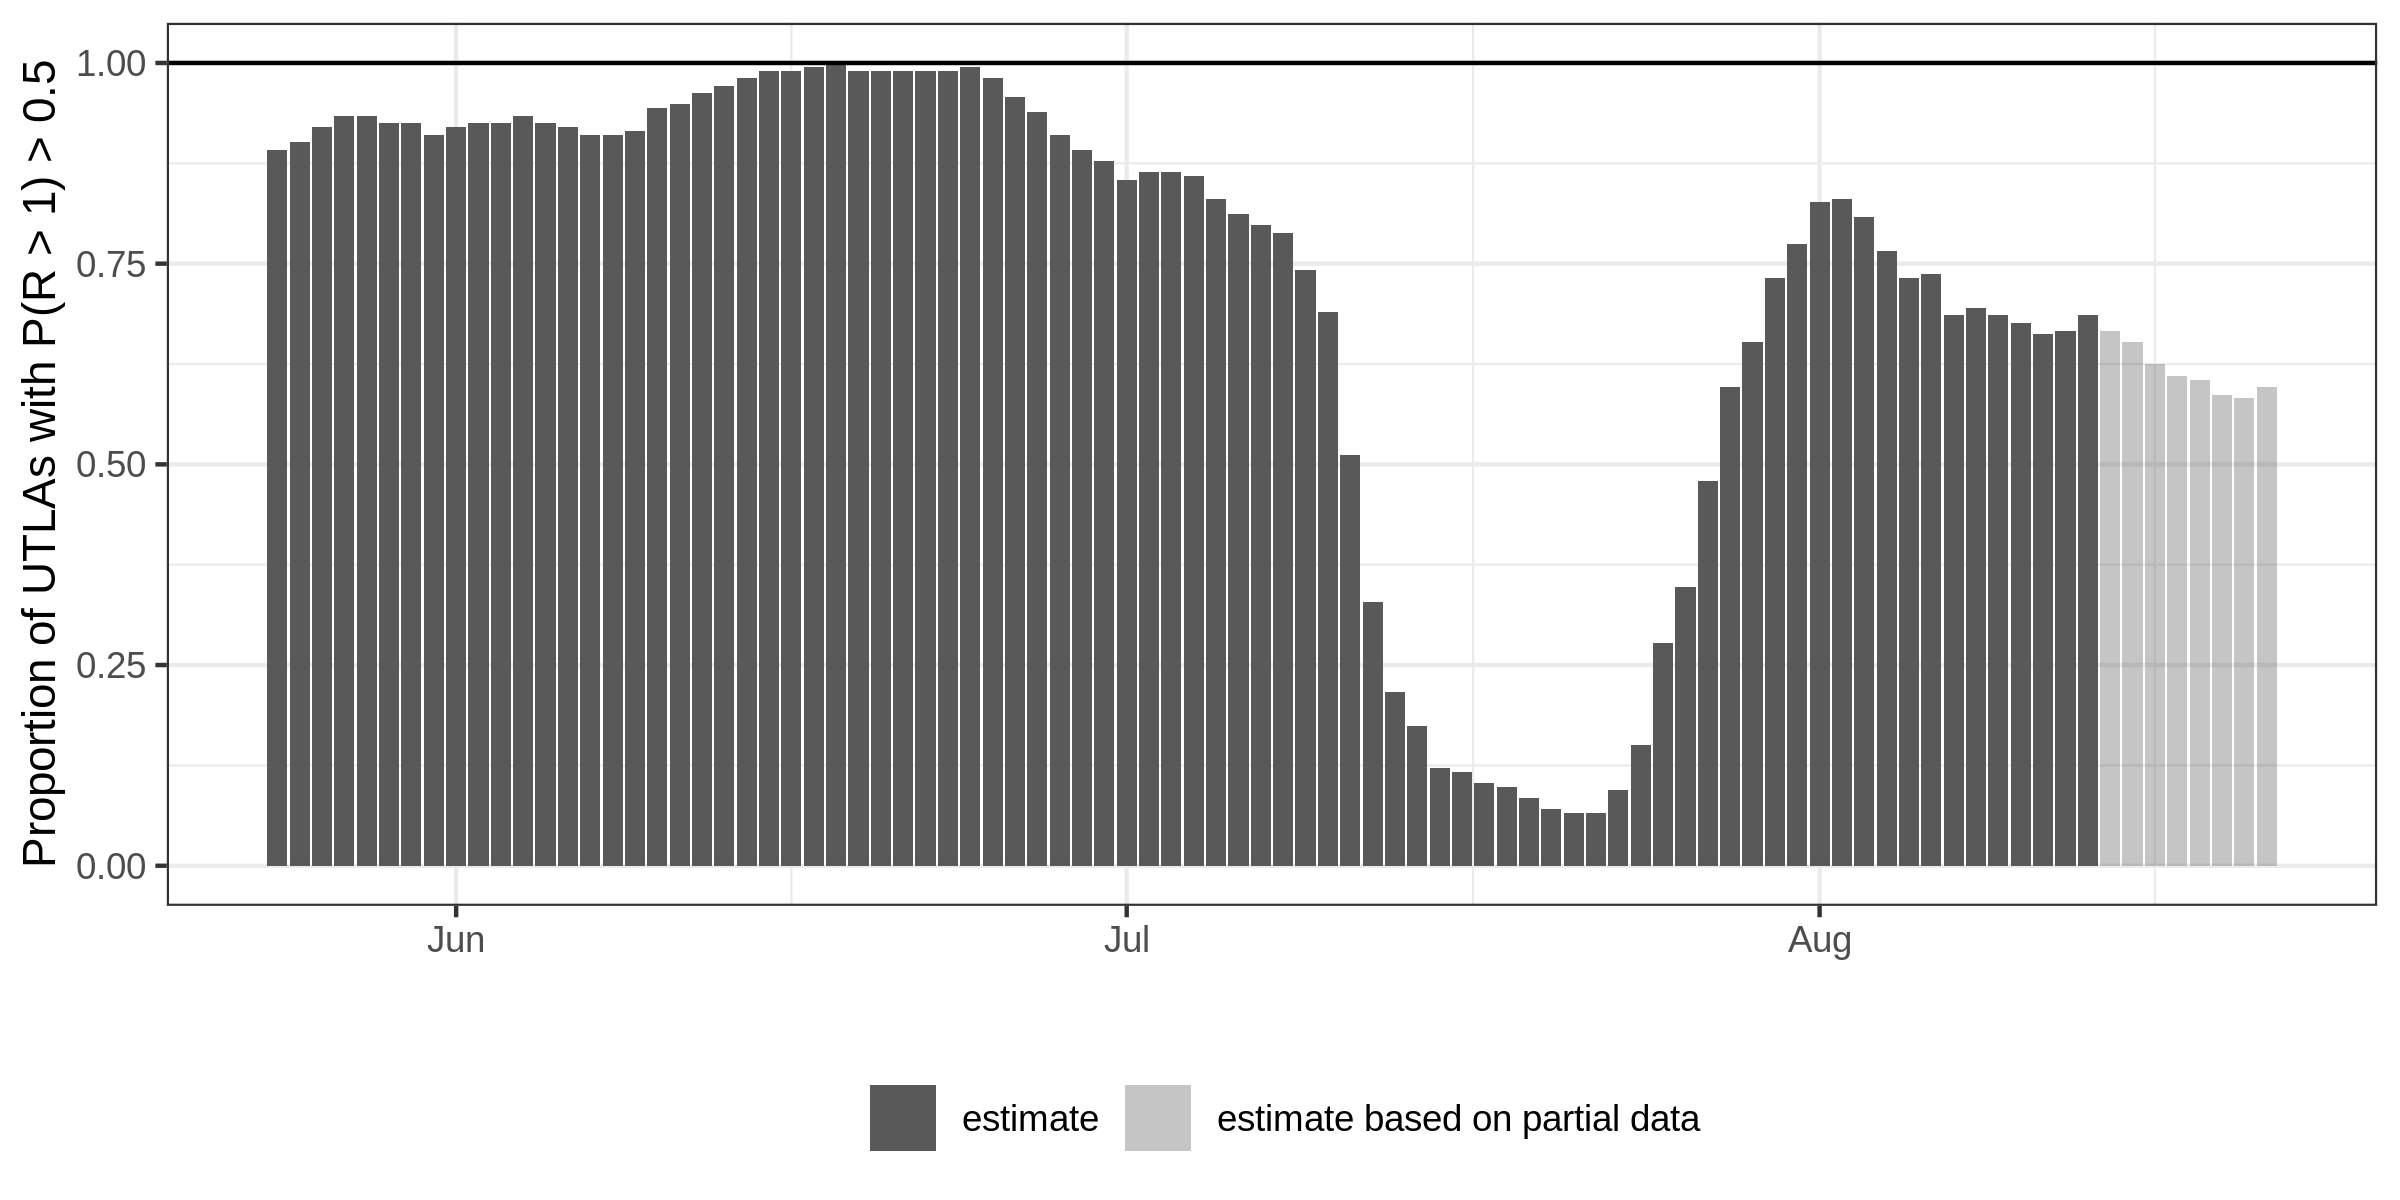 Proportion of UTLAs with P(R > 1) > 0.5
1.00
0.75
0.50
0.25
0.00
Jun Jul Aug
estimate estimate based on partial data